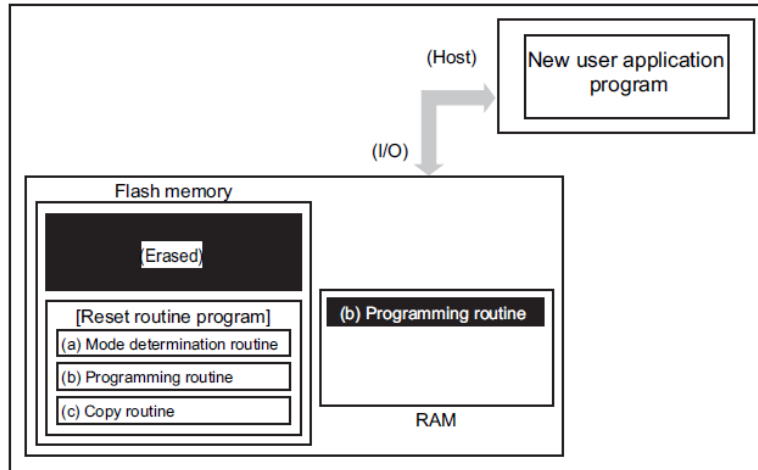 (Host)
New user application
program
(I/O)
Flash memory
(Erased)
[Reset routine program]
(a) Mode determination routine
(b) Programming routine
(c) Copy routine
(b) Programming routine
RAM